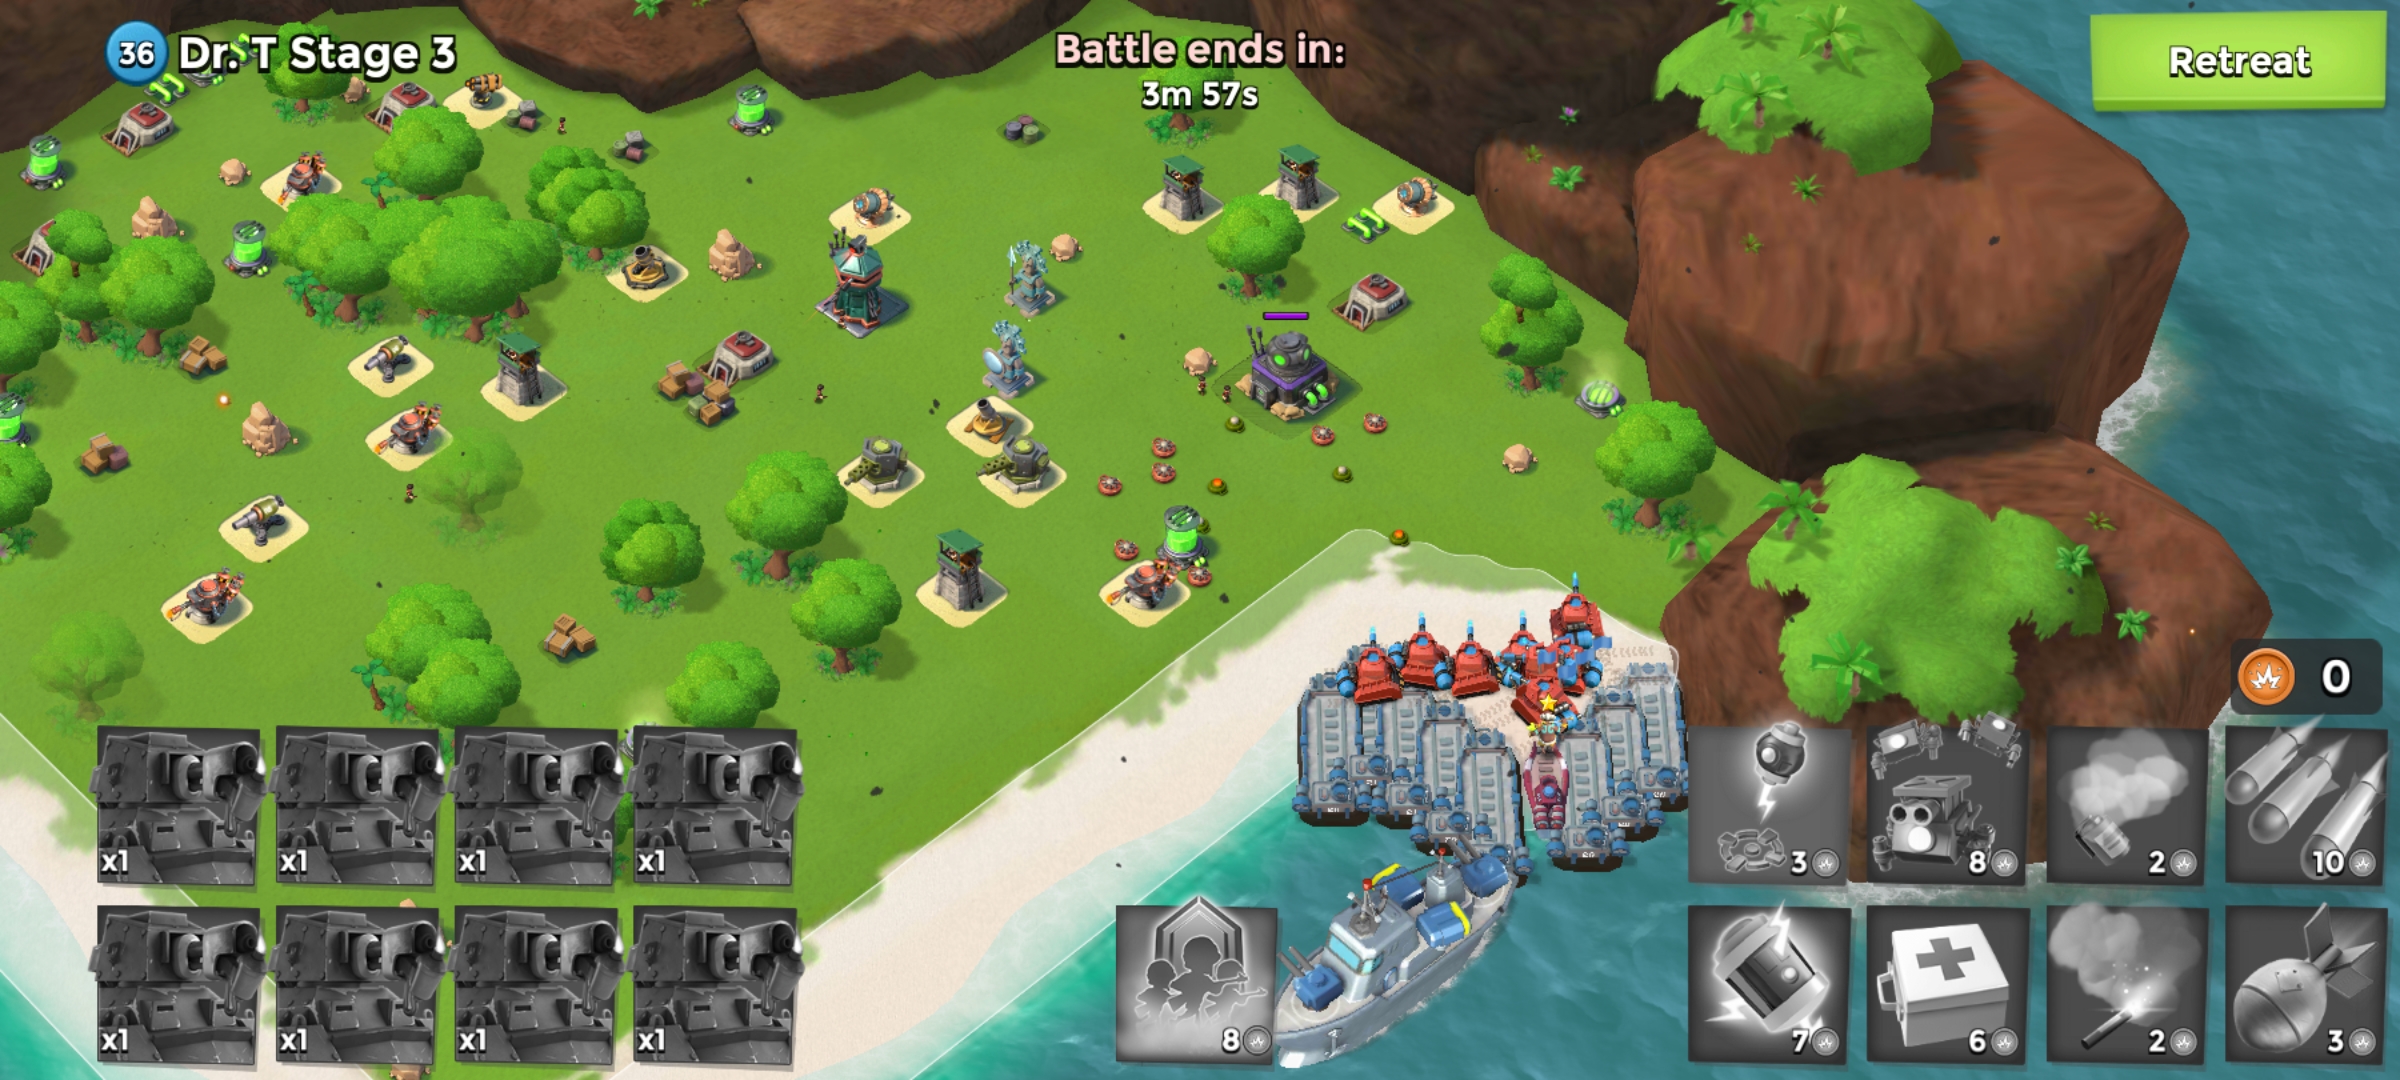 36 Dr. T Stage 3
Battle ends in:
3m 57s
Retreat
0
x1 x1 x1 x1
3 8 2 10
x1 x1 x1 x1
8
7 6 2 3